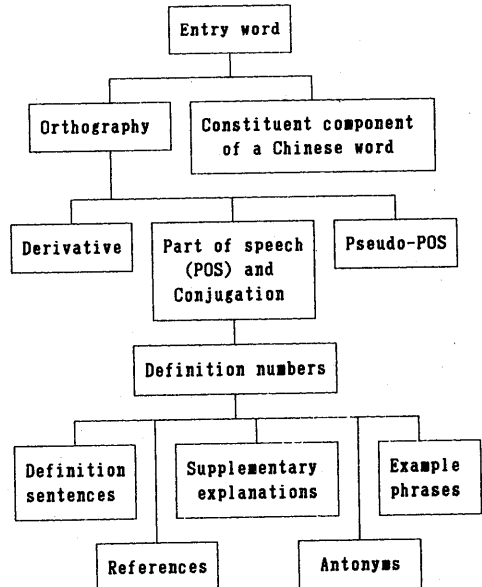 Entry word
Orthography
Constituent component
of a Chinese word
Derivative
Part of speech
(POS) and
Conjugation
Pseudo-POS
Definition numbers
Definition
sentences
Supplementary
explanations
Example
phrases
References
Antonyms